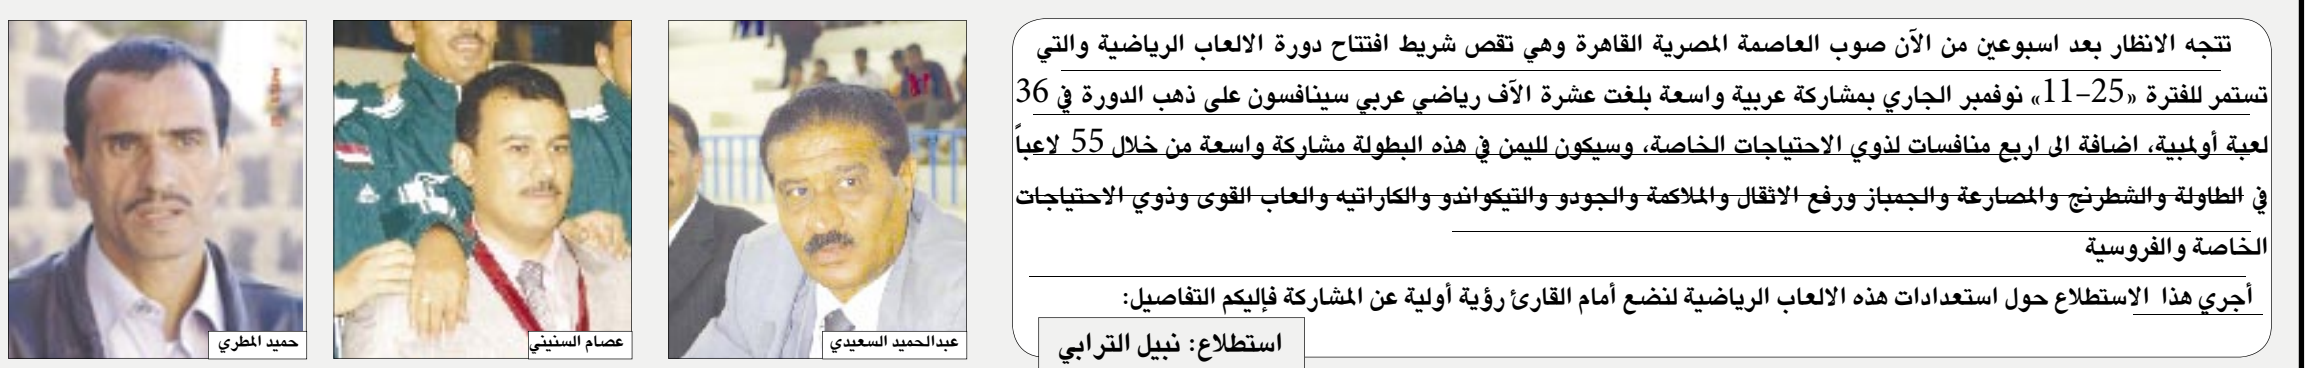 تتجه الانظار بعد اسبوعين من الآن صوب العاصمة المصرية القاهرة وهي تقص شريط افتتاح دورة الالعاب الرياضية والتي
تستمر للفترة «25-11» نوفمبر الجاري بمشاركة عربية واسعة بلغت عشرة الآف رياضي عربي سينافسون على ذهب الدورة في 36
لعبة أولمبية، اضافة الى اربع منافسات لذوي الاحتياجات الخاصة، وسيكون لليمن في هذه البطولة مشاركة واسعة من خلال 55 لاعباً
في الطاولة والشطرنج والمصارعة والجمباز ورفع الاثقال والملاكمة والجودو والتيكواندو والكاراتيه والعاب القوى وذوي الاحتياجات
الخاصة والفروسية
أجري هذا الاستطلاع حول استعدادات هذه الالعاب الرياضية لنضع أمام القارئ رؤية أولية عن المشاركة فإليكم التفاصيل:
استطلاع: نبيل الترابي
عبدالحميد السعيدي
عصام السنيني
حميد المطري